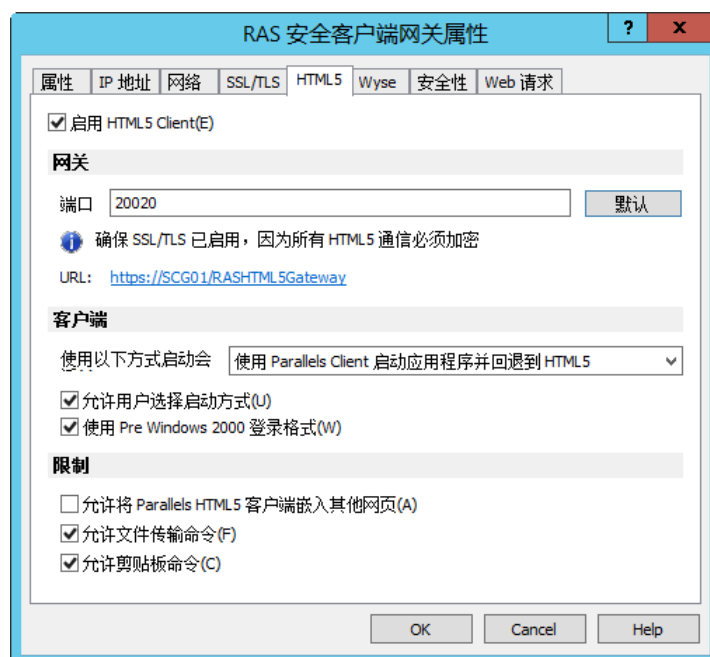 RAS 安全客户端网关属性
? x
属性 IP 地址 网络 SSL/TLS HTML5 Wyse 安全性 Web 请求
启用 HTML5 Client(E)
网关
端口 20020 默认
确保 SSL/TLS 已启用，因为所有 HTML5 通信必须加密
URL: https://SCG01/RASHTML5Gateway
客户端
使用以下方式启动会 使用 Parallels Client 启动应用程序并回退到 HTML5
允许用户选择启动方式(U)
使用 Pre Windows 2000 登录格式(W)
限制
允许将 Parallels HTML5 客户端嵌入其他网页(A)
允许文件传输命令(F)
允许剪贴板命令(C)
OK Cancel Help